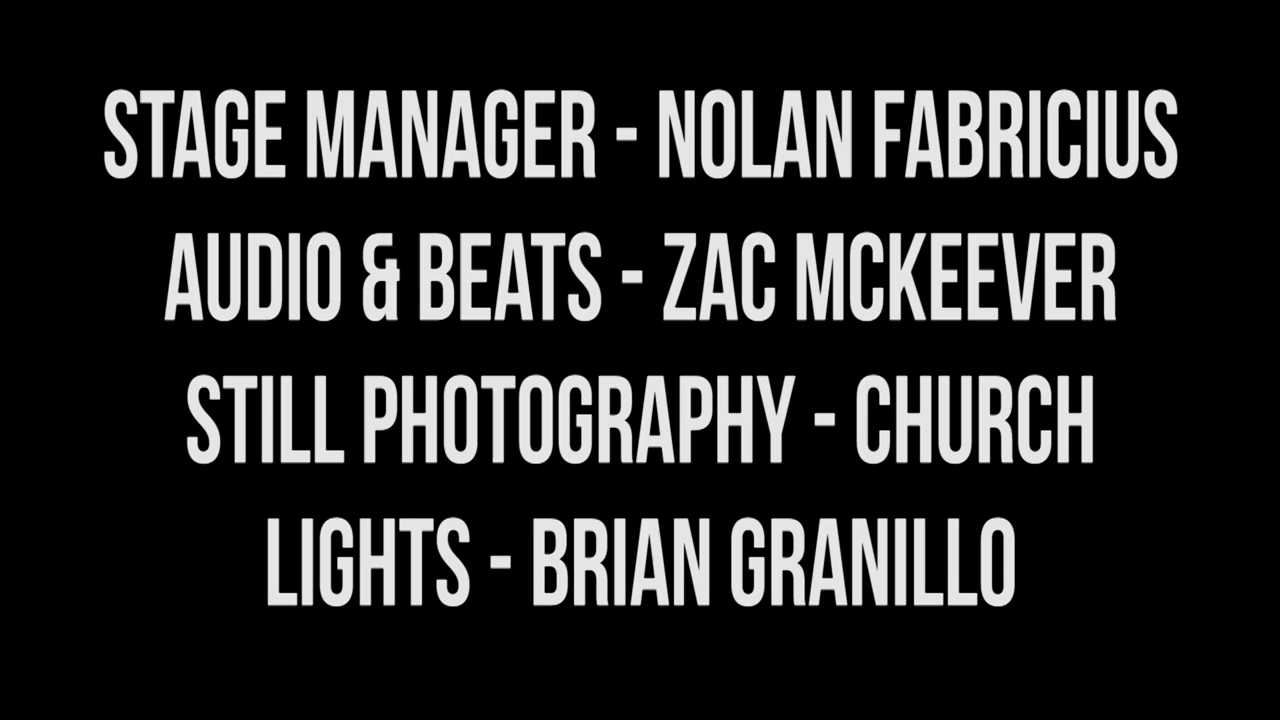 STAGE MANAGER - NOLAN FABRICIUS
AUDIO & BEATS - ZAC MCKEEVER
STILL PHOTOGRAPHY - CHURCH
LIGHTS - BRIAN GRANILLO